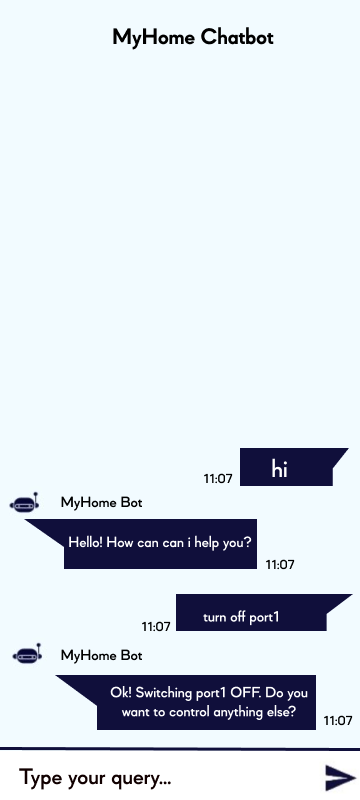 MyHome Chatbot
hi
11:07
MyHome Bot
Hello! How can can i help you?
11:07
turn off port1
11:07
MyHome Bot
Ok! Switching port1 OFF. Do you
want to control anything else?
11:07
Type your query...